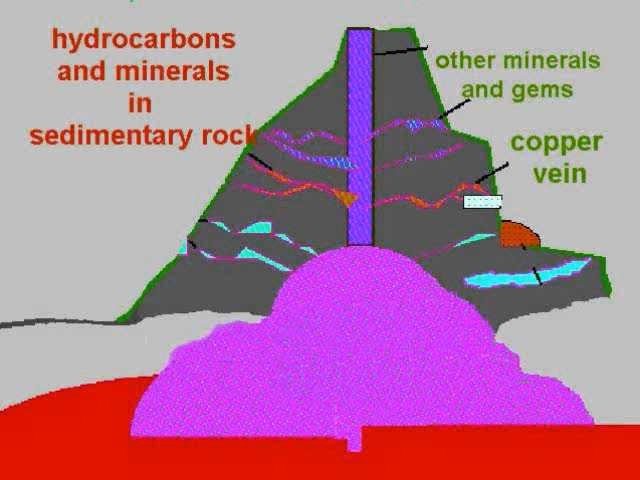 hydrocarbons
and minerals
in
sedimentary rock
other minerals
and gems
copper
vein